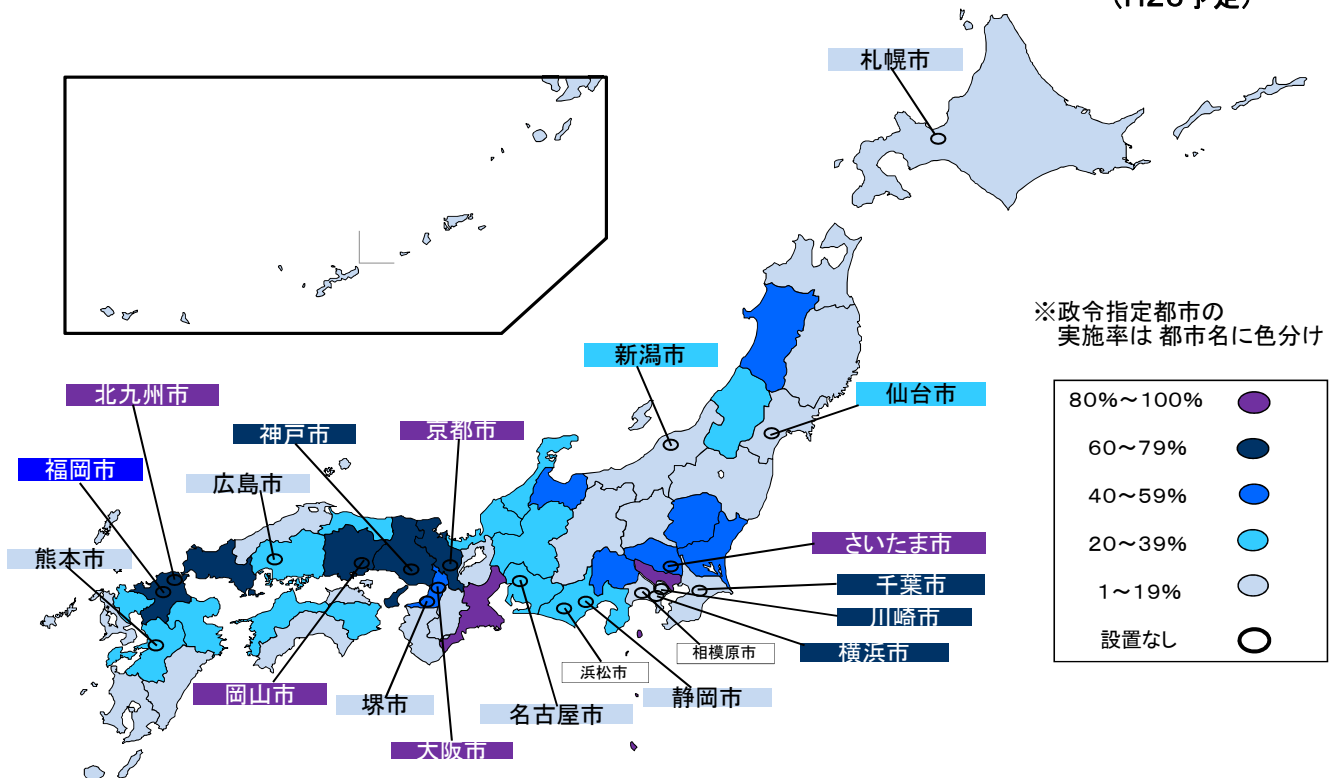 札幌市
※政令指定都市の
実施率は 都市名に色分け
新潟市
北九州市
仙台市
80%～100%
神戸市
京都市
60～79%
福岡市
広島市
40～59%
さいたま市
20～39%
熊本市
千葉市
1～19%
川崎市
設置なし
相模原市
横浜市
浜松市
岡山市
堺市
静岡市
名古屋市
大阪市